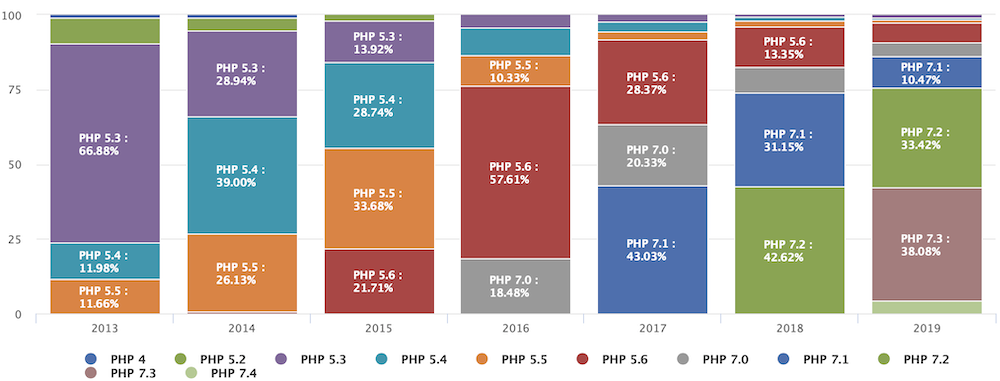 100
75
50
25
0
PHP 5.3 :
66.88%
PHP 5.4 :
11.98%
PHP 5.5 :
11.66%
PHP 5.3 :
28.94%
PHP 5.4 :
39.00%
PHP 5.5 :
26.13%
PHP 5.3 :
13.92%
PHP 5.4 :
28.74%
PHP 5.5 :
33.68%
PHP 5.6 :
21.71%
PHP 5.5 :
10.33%
PHP 5.6 :
57.61%
PHP 7.0 :
18.48%
PHP 5.6 :
28.37%
PHP 7.0 :
20.33%
PHP 7.1 :
43.03%
PHP 5.6 :
13.35%
PHP 7.1 :
31.15%
PHP 7.2 :
42.62%
PHP 7.1 :
10.47%
PHP 7.2 :
33.42%
PHP 7.3 :
38.08%
2013 2014 2015 2016 2017 2018 2019
PHP 4 PHP 5.2 PHP 5.3 PHP 5.4 PHP 5.5 PHP 5.6 PHP 7.0 PHP 7.1 PHP 7.2
PHP 7.3 PHP 7.4